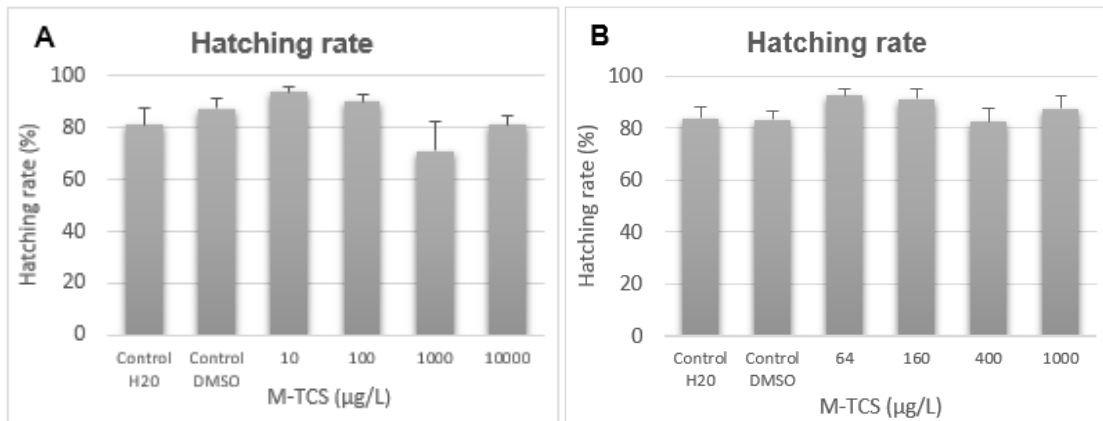 A
Hatching rate
Hatching rate (%)
100
80
60
40
20
0
Control
H20
Control
DMSO
10
100
1000
10000
M-TCS (µg/L)
B
Hatching rate
Hatching rate (%)
100
80
60
40
20
0
Control
H20
Control
DMSO
64
160
400
1000
M-TCS (µg/L)